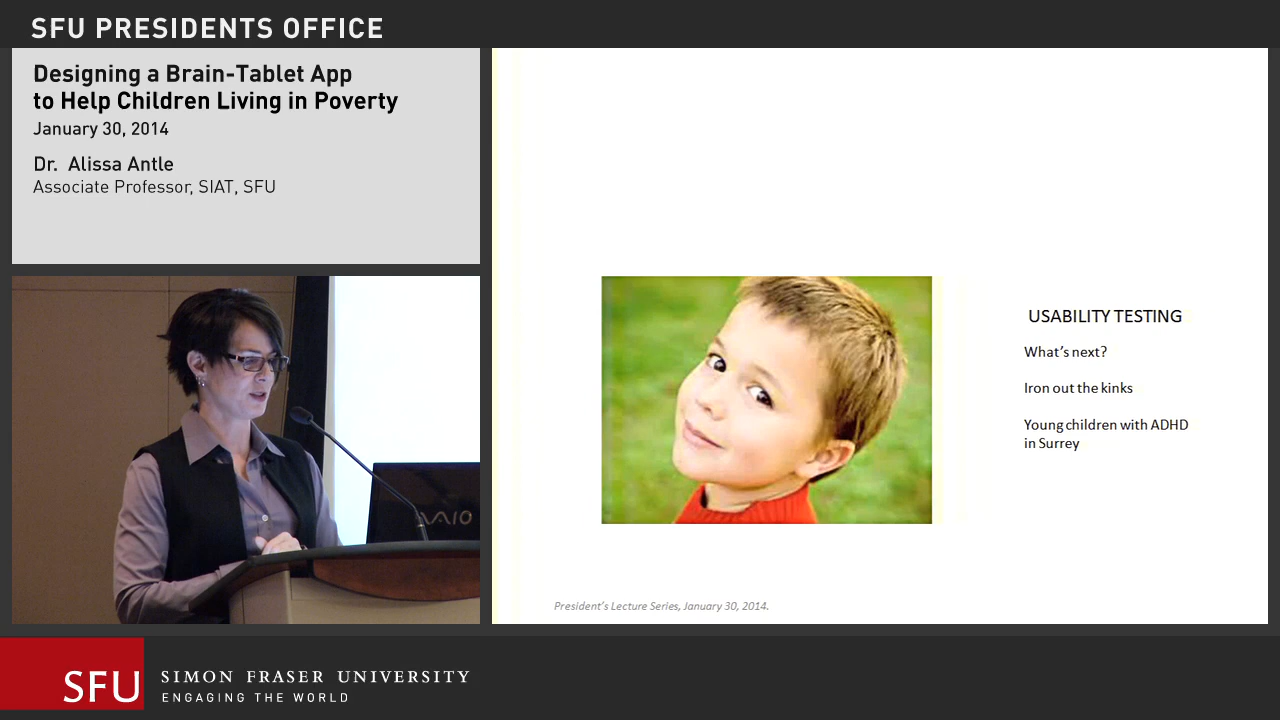 SFU PRESIDENTS OFFICE
Designing a Brain-Tablet App
to Help Children Living in Poverty
January 30, 2014
Dr. Alissa Antle
Associate Professor, SIAT, SFU
VAIO
USABILITY TESTING
What's next?
Iron out the kinks
Young children with ADHD
in Surrey
President's Lecture Series, January 30, 2014.
SFU
SIMON FRASER UNIVERSITY
ENGAGING THE WORLD